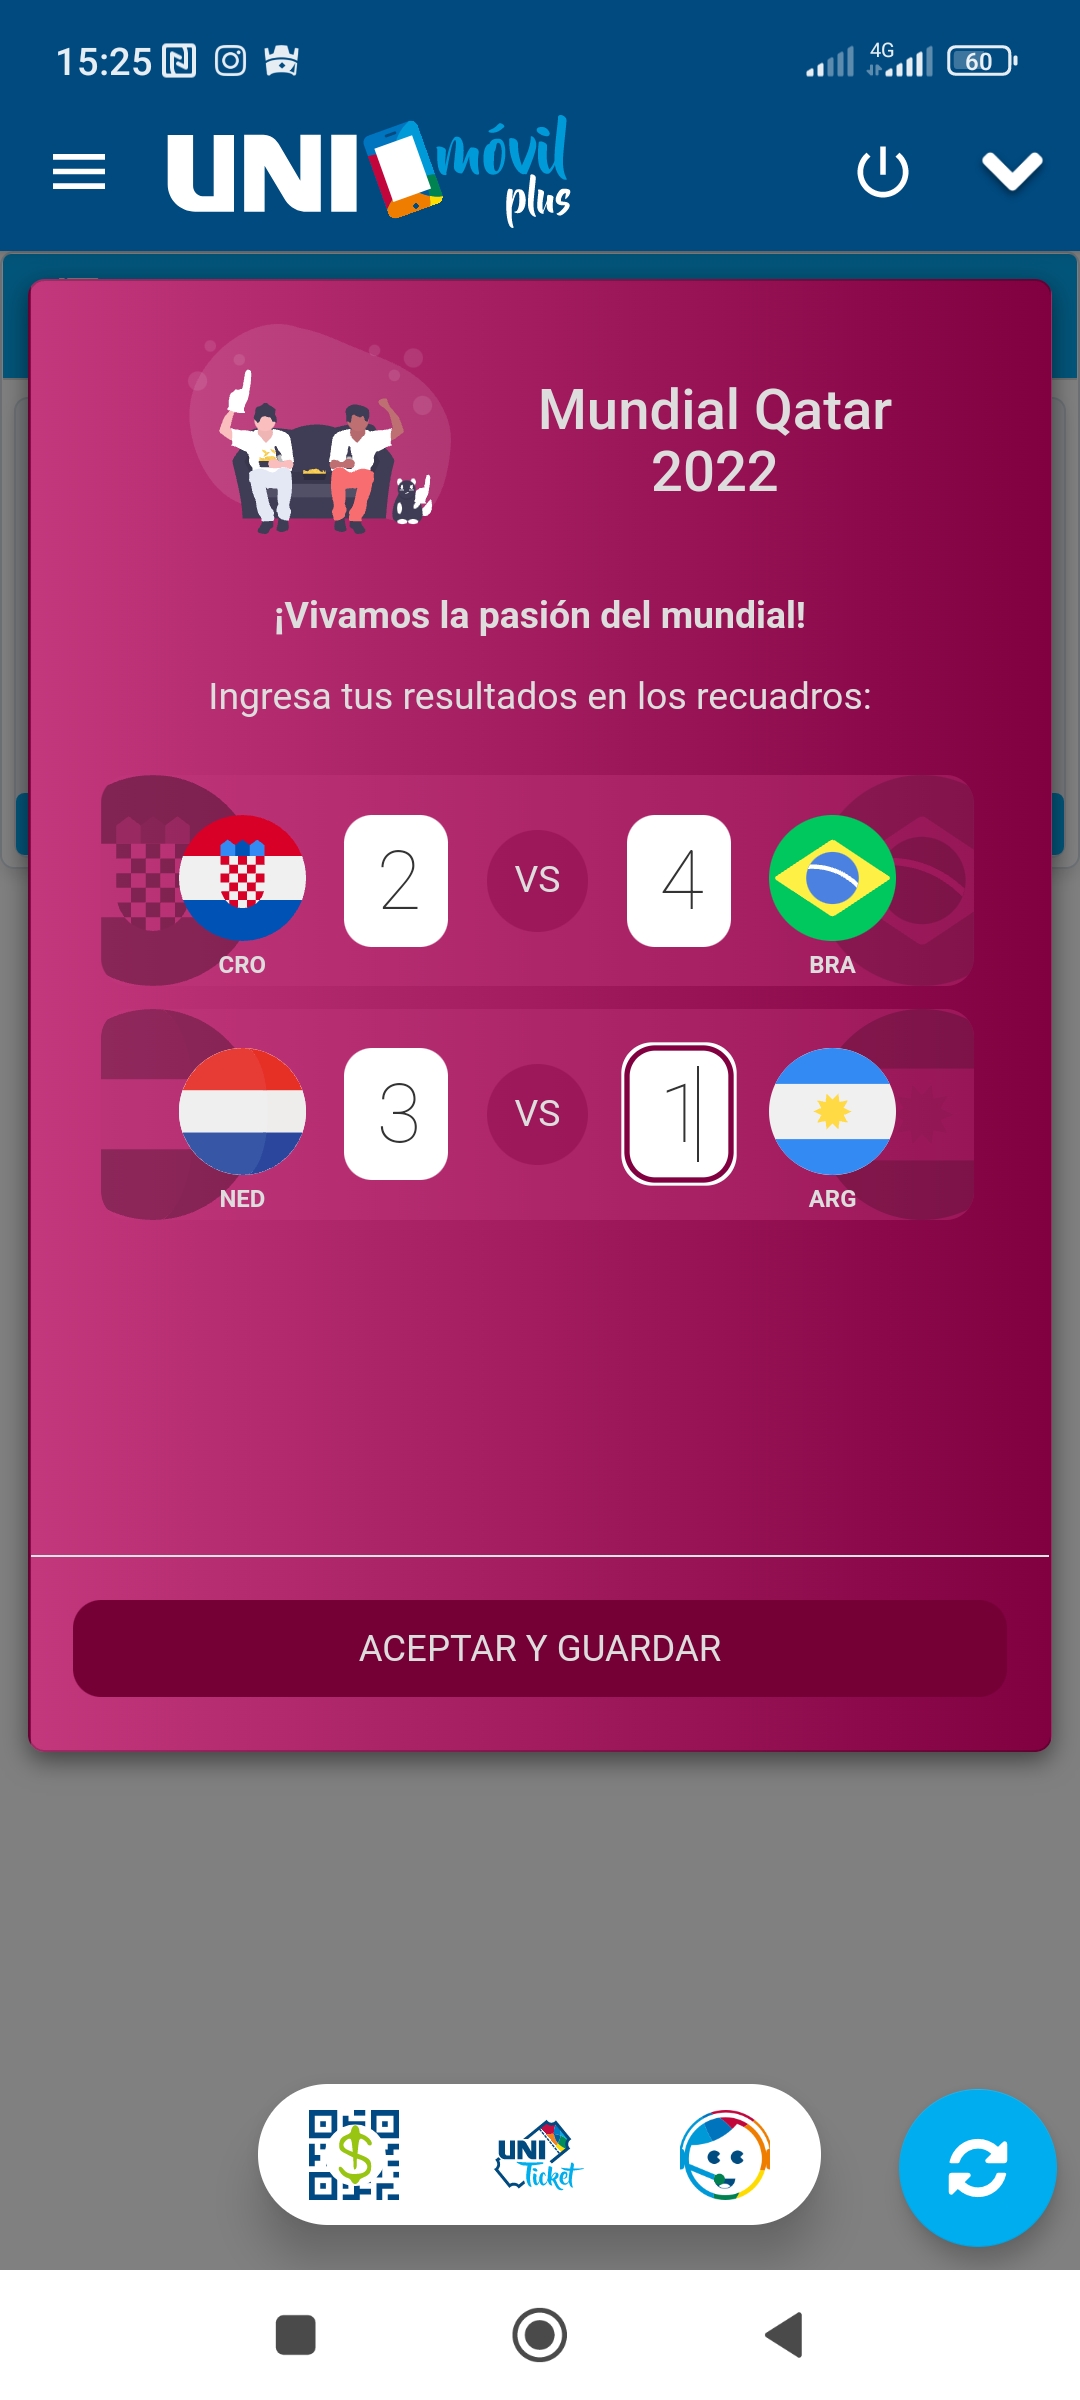 15:25
4G
60
UNI móvil
plus
Mundial Qatar
2022
¡Vivamos la pasión del mundial!
Ingresa tus resultados en los recuadros:
2 VS 4
CRO BRA
3 VS 1
NED ARG
ACEPTAR Y GUARDAR
UNI
Ticket